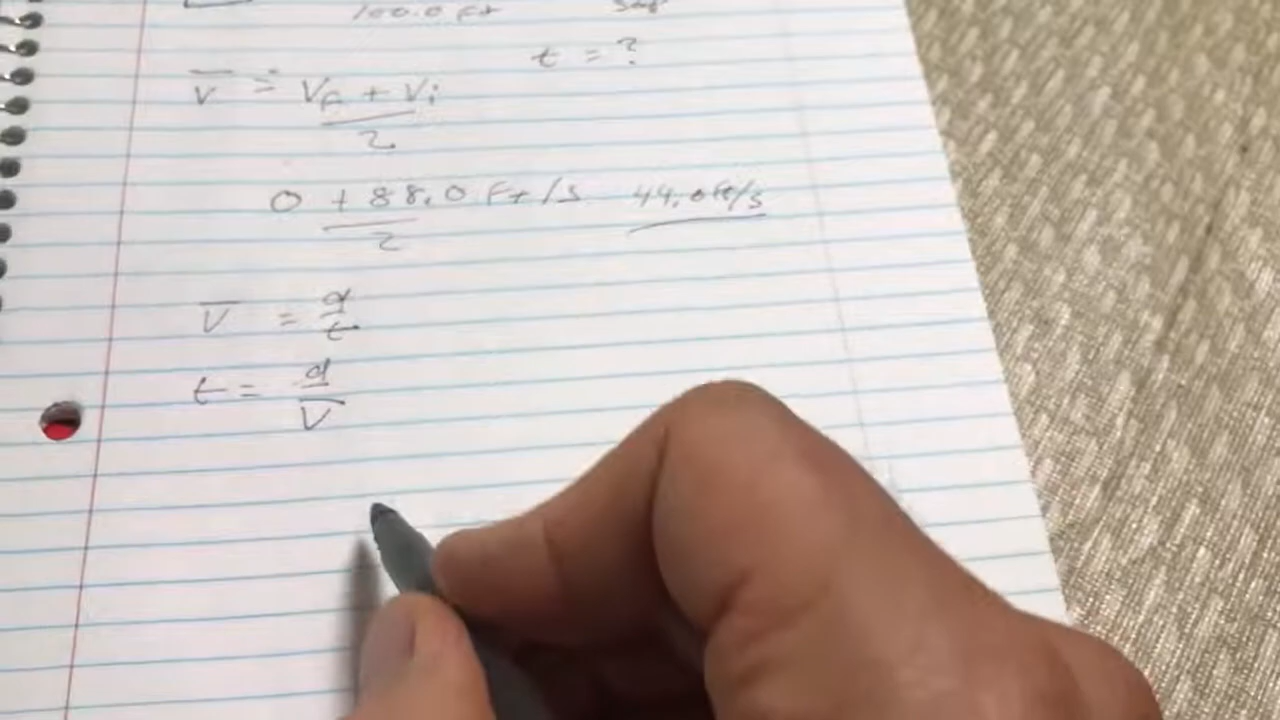 100.0 Ft
t = ?
v̅ = Vf + Vi
2
0 + 88.0 Ft/s 44.0 ft/s
2
v̅ = d
t
t = d
v̅